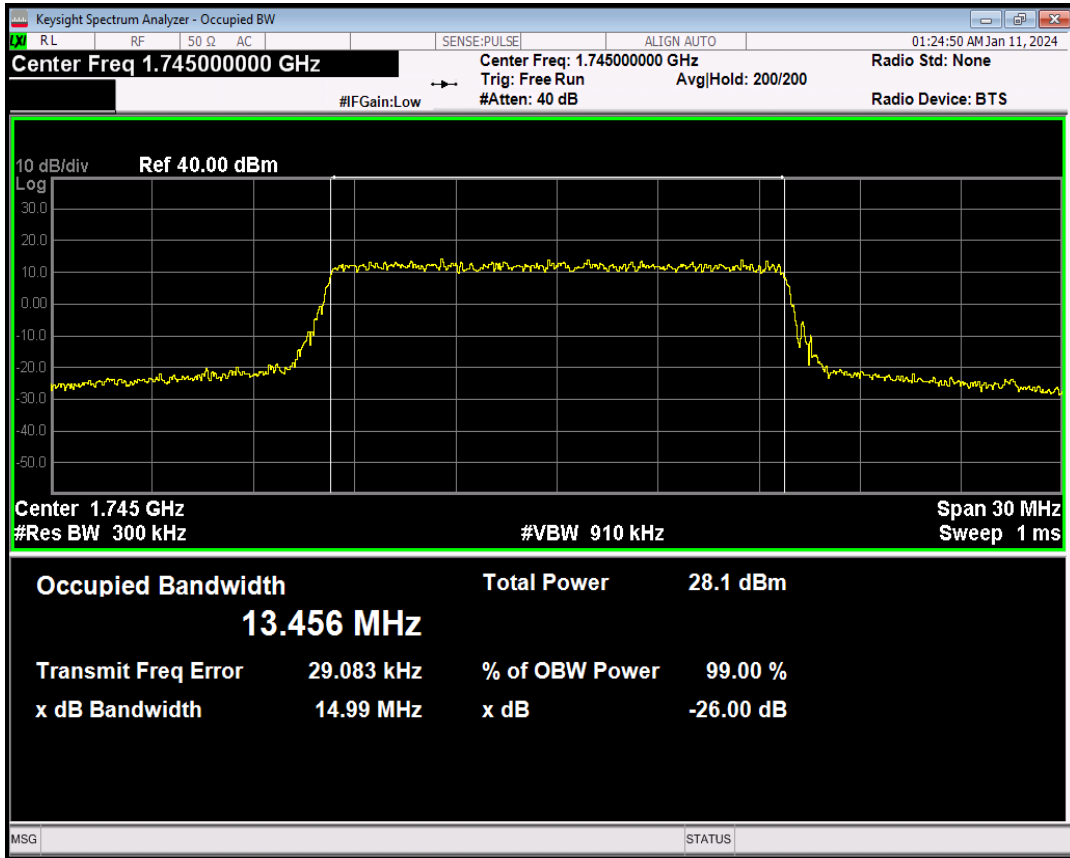 Keysight Spectrum Analyzer - Occupied BW
LXI RL RF 50 Ω AC SENSE:PULSE ALIGN AUTO 01:24:50 AM Jan 11, 2024
Center Freq 1.745000000 GHz Center Freq: 1.745000000 GHz Radio Std: None
Trig: Free Run Avg|Hold: 200/200
#IFGain:Low #Atten: 40 dB Radio Device: BTS
10 dB/div Ref 40.00 dBm
Log
30.0
20.0
10.0
0.00
-10.0
-20.0
-30.0
-40.0
-50.0
Center 1.745 GHz Span 30 MHz
#Res BW 300 kHz #VBW 910 kHz Sweep 1 ms
Occupied Bandwidth Total Power 28.1 dBm
13.456 MHz
Transmit Freq Error 29.083 kHz % of OBW Power 99.00 %
x dB Bandwidth 14.99 MHz x dB -26.00 dB
MSG STATUS